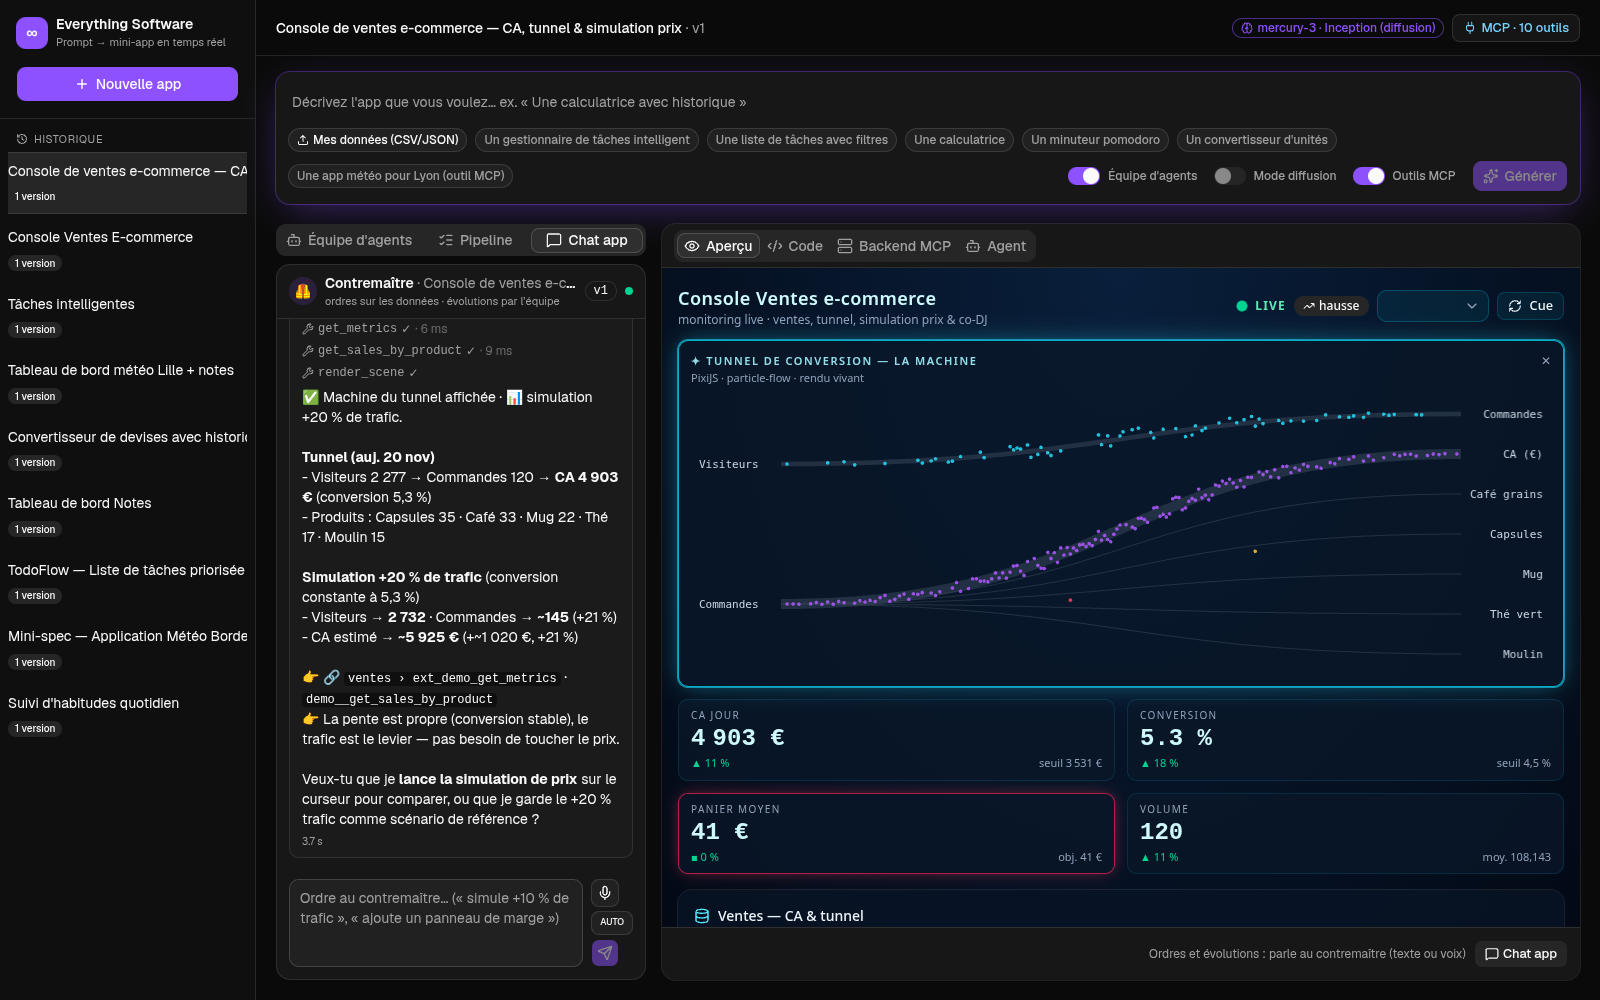 Everything Software
Prompt → mini-app en temps réel
+ Nouvelle app
HISTORIQUE
Console de ventes e-commerce — CA
1 version
Console Ventes E-commerce
1 version
Tâches intelligentes
1 version
Tableau de bord météo Lille + notes
1 version
Convertisseur de devises avec histori
1 version
Tableau de bord Notes
1 version
TodoFlow — Liste de tâches priorisée
1 version
Mini-spec — Application Météo Borde
1 version
Suivi d'habitudes quotidien
1 version
Console de ventes e-commerce — CA, tunnel & simulation prix · v1
mercury-3 · Inception (diffusion)
MCP · 10 outils
Décrivez l'app que vous voulez… ex. « Une calculatrice avec historique »
Mes données (CSV/JSON)
Un gestionnaire de tâches intelligent
Une liste de tâches avec filtres
Une calculatrice
Un minuteur pomodoro
Un convertisseur d'unités
Une app météo pour Lyon (outil MCP)
Équipe d'agents
Mode diffusion
Outils MCP
Générer
Équipe d'agents
Pipeline
Chat app
Contremaître · Console de ventes e-c…
ordres sur les données · évolutions par l'équipe
v1
get_metrics ✓ · 6 ms
get_sales_by_product ✓ · 9 ms
render_scene ✓
✅ Machine du tunnel affichée · 📊 simulation
+20 % de trafic.
Tunnel (auj. 20 nov)
- Visiteurs 2 277 → Commandes 120 → CA 4 903
€ (conversion 5,3 %)
- Produits : Capsules 35 · Café 33 · Mug 22 · Thé
17 · Moulin 15
Simulation +20 % de trafic (conversion
constante à 5,3 %)
- Visiteurs → 2 732 · Commandes → ~145 (+21 %)
- CA estimé → ~5 925 € (+~1 020 €, +21 %)
👉 🔗 ventes › ext_demo_get_metrics ·
demo__get_sales_by_product
👉 La pente est propre (conversion stable), le
trafic est le levier — pas besoin de toucher le prix.
Veux-tu que je lance la simulation de prix sur le
curseur pour comparer, ou que je garde le +20 %
trafic comme scénario de référence ?
3.7 s
Ordre au contremaître… (« simule +10 % de
trafic », « ajoute un panneau de marge »)
AUTO
Aperçu
Code
Backend MCP
Agent
Console Ventes e-commerce
monitoring live · ventes, tunnel, simulation prix & co-DJ
LIVE
hausse
Cue
✦ TUNNEL DE CONVERSION — LA MACHINE
PixiJS · particle-flow · rendu vivant
✕
Visiteurs
Commandes
Commandes
CA (€)
Café grains
Capsules
Mug
Thé vert
Moulin
CA JOUR
4 903 €
▲ 11 %
seuil 3 531 €
CONVERSION
5.3 %
▲ 18 %
seuil 4,5 %
PANIER MOYEN
41 €
■ 0 %
obj. 41 €
VOLUME
120
▲ 11 %
moy. 108,143
Ventes — CA & tunnel
Ordres et évolutions : parle au contremaître (texte ou voix)
Chat app